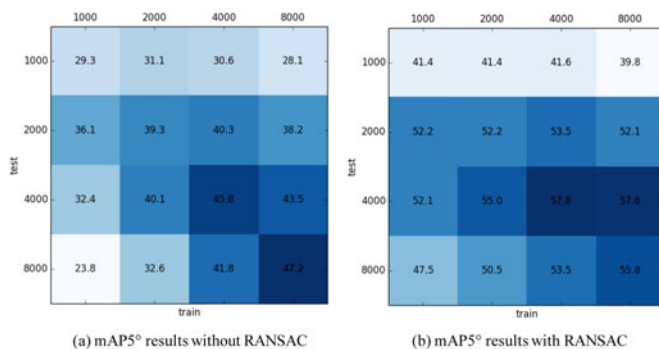 1000 2000 4000 8000
1000 29.3 31.1 30.6 28.1
2000 36.1 39.3 40.3 38.2
4000 32.4 40.1 45.8 43.5
8000 23.8 32.6 41.8 47.2
test
train
(a) mAP5° results without RANSAC
1000 2000 4000 8000
1000 41.4 41.4 41.6 39.8
2000 52.2 52.2 53.5 52.1
4000 52.1 55.0 57.8 57.6
8000 47.5 50.5 53.5 55.8
test
train
(b) mAP5° results with RANSAC